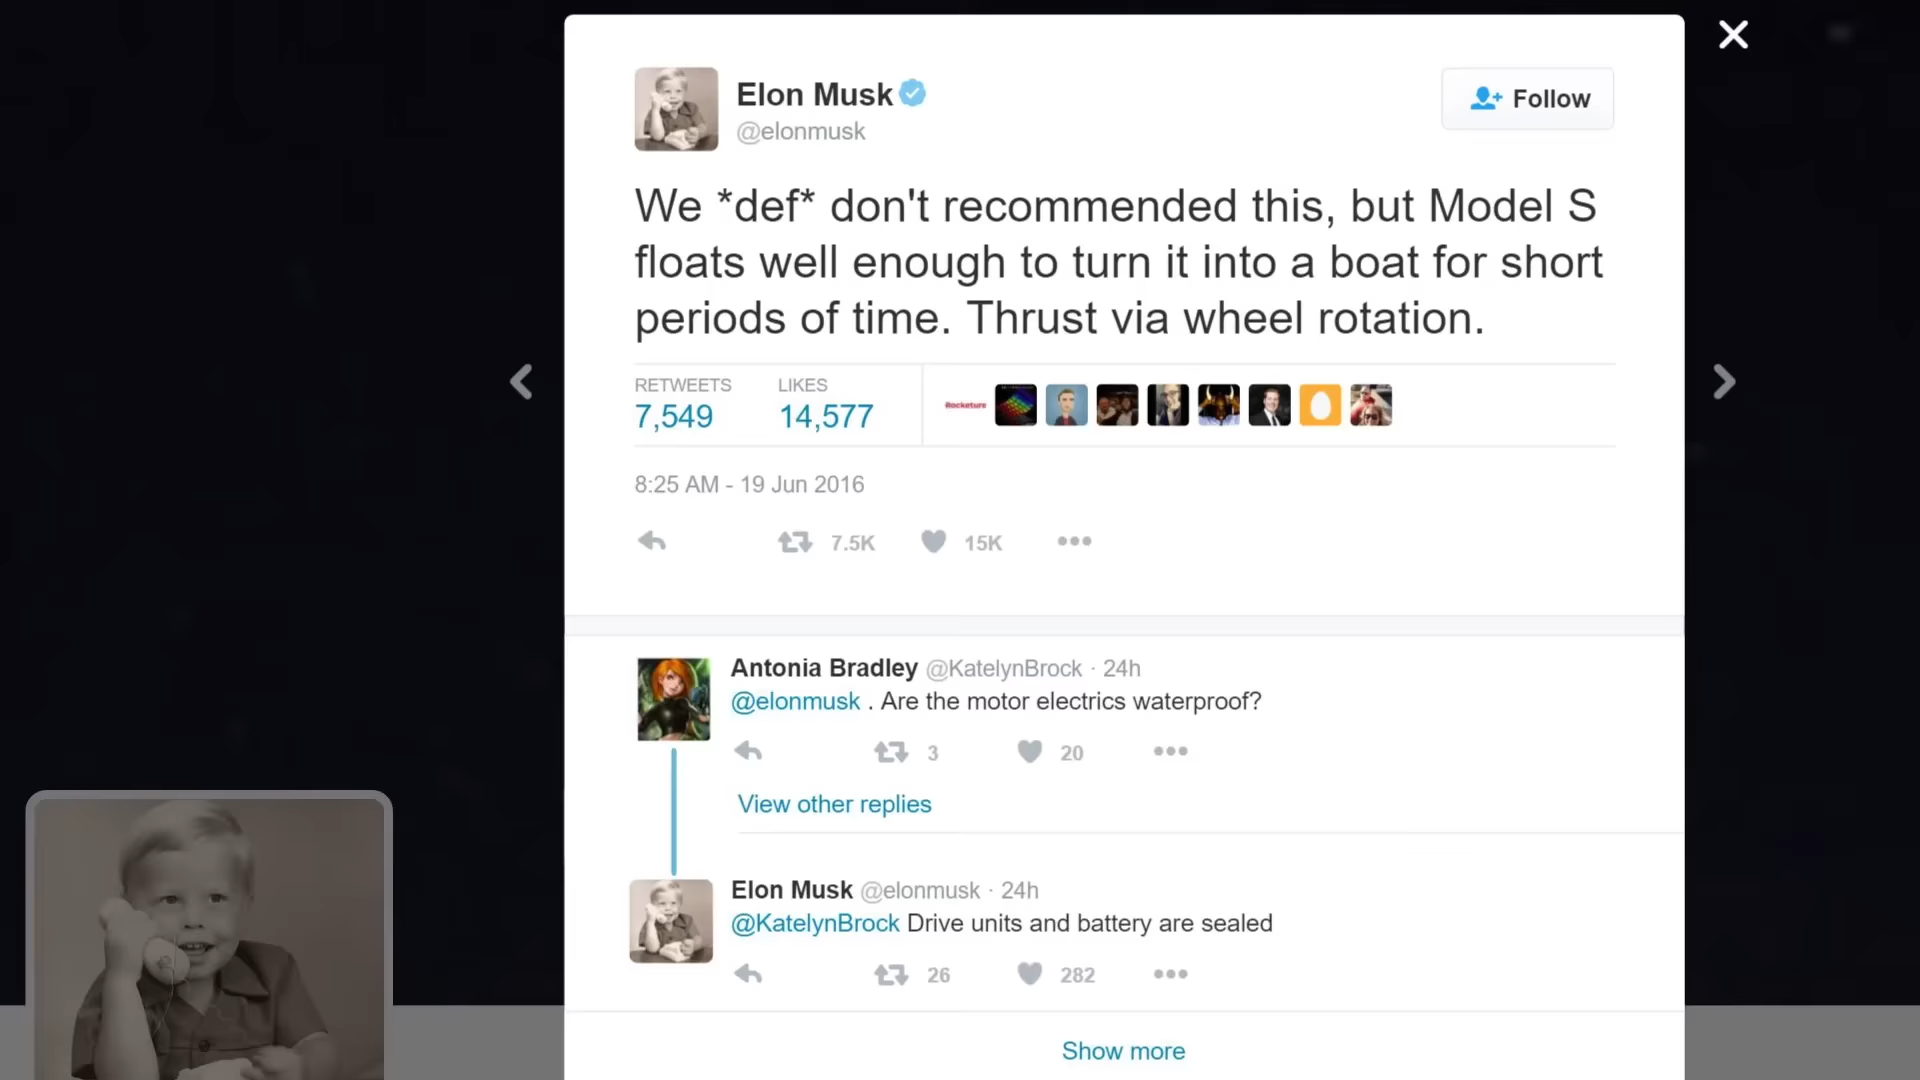 Elon Musk
@elonmusk
Follow
We *def* don't recommended this, but Model S
floats well enough to turn it into a boat for short
periods of time. Thrust via wheel rotation.
RETWEETS LIKES
7,549 14,577
Rocketure
8:25 AM - 19 Jun 2016
7.5K 15K
Antonia Bradley @KatelynBrock · 24h
@elonmusk . Are the motor electrics waterproof?
3 20
View other replies
Elon Musk @elonmusk · 24h
@KatelynBrock Drive units and battery are sealed
26 282
Show more